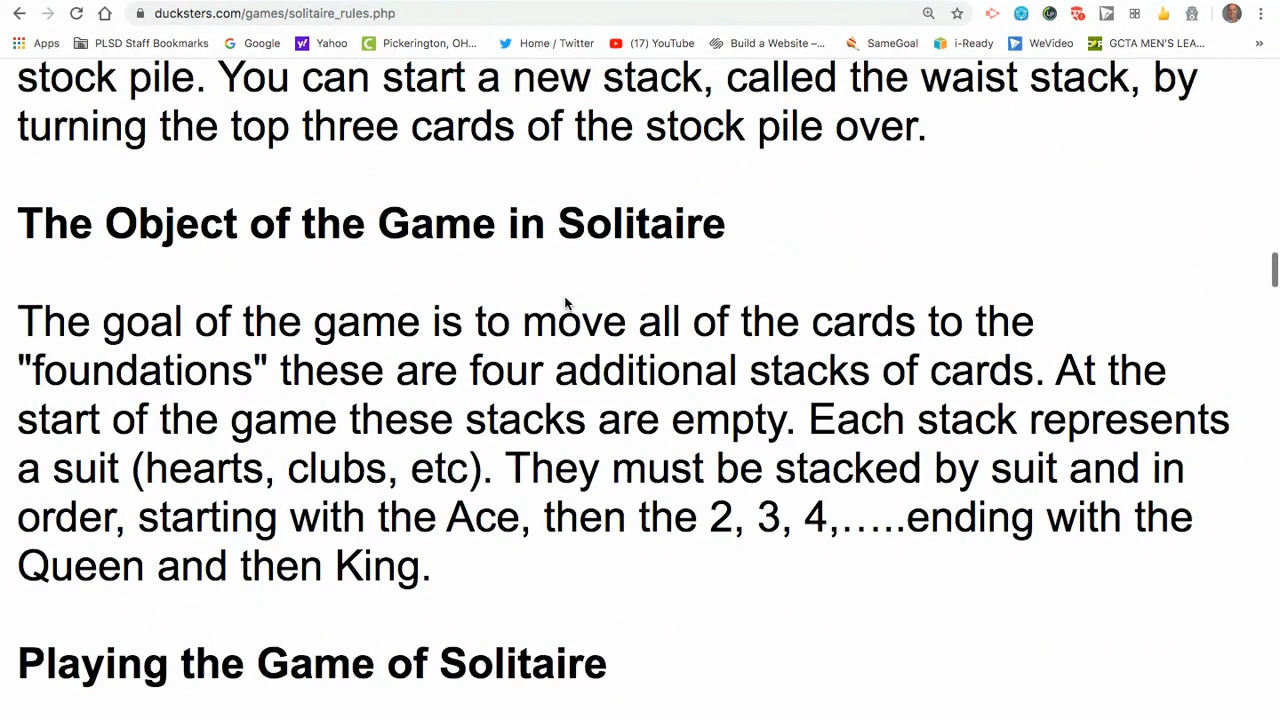 ducksters.com/games/solitaire_rules.php
Apps PLSD Staff Bookmarks Google Yahoo Pickerington, OH... Home / Twitter (17) YouTube Build a Website –... SameGoal i-Ready WeVideo GCTA MEN'S LEA... »
stock pile. You can start a new stack, called the waist stack, by
turning the top three cards of the stock pile over.
The Object of the Game in Solitaire
The goal of the game is to move all of the cards to the
"foundations" these are four additional stacks of cards. At the
start of the game these stacks are empty. Each stack represents
a suit (hearts, clubs, etc). They must be stacked by suit and in
order, starting with the Ace, then the 2, 3, 4,…..ending with the
Queen and then King.
Playing the Game of Solitaire